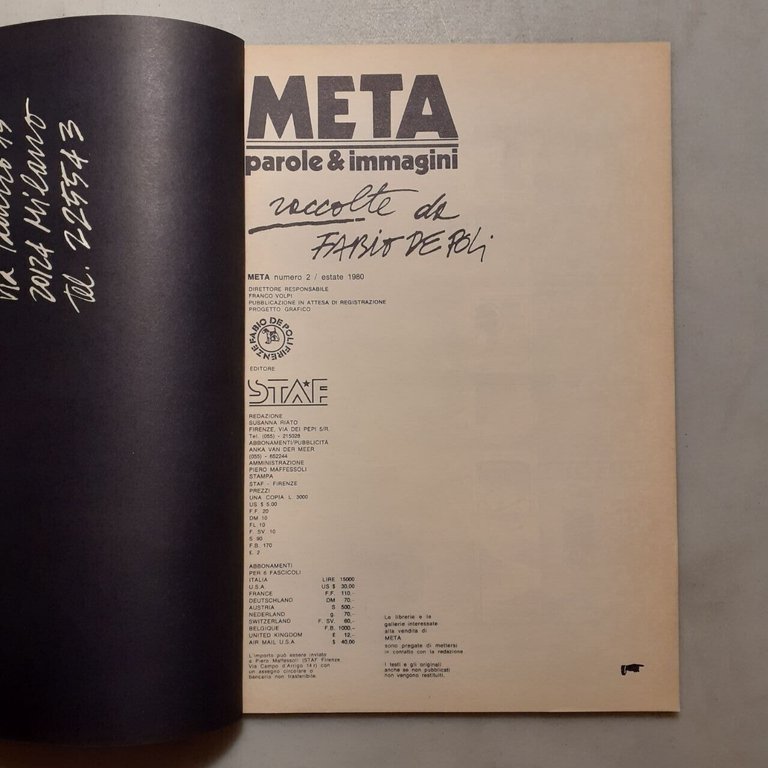 20124 Milano
Tel. 225543
META
parole & immagini
raccolte da
FABIO DE POLI
META numero 2 / estate 1980
DIRETTORE RESPONSABILE
FRANCO VOLPI
PUBBLICAZIONE IN ATTESA DI REGISTRAZIONE
PROGETTO GRAFICO
FABIO DE POLI FIRENZE
EDITORE
STAF
REDAZIONE
SUSANNA RIATO
FIRENZE, VIA DEI PEPI 5/R.
Tel. (055) - 215028
ABBONAMENTI/PUBBLICITÀ
ANKA VAN DER MEER
(055) - 652244
AMMINISTRAZIONE
PIERO MAFFESSOLI
STAMPA
STAF - FIRENZE
PREZZI
UNA COPIA L. 3000
US $ 5.00
F.F. 20
DM 10
FL 10
F. SV. 10
S 90
F.B. 170
E. 2
ABBONAMENTI
PER 6 FASCICOLI
ITALIA LIRE 15000
U.S.A. US $ 30.00
FRANCE F.F. 110.-
DEUTSCHLAND DM 70.-
AUSTRIA S 500.-
NEDERLAND g. 70.-
SWITZERLAND F. SV. 60.-
BELGIQUE F.B. 1000.-
UNITED KINGDOM £ 12.-
AIR MAIL U.S.A. $ 40.00
L'importo può essere inviato
a Piero Maffessoli (STAF Firenze
Via Campo d'Arrigo 14 r) con
un assegno circolare o
bancario non trasferibile.
Le librerie e le
gallerie interessate
alla vendita di
META
sono pregate di mettersi
in contatto con la redazione.
I testi e gli originali
anche se non pubblicati
non vengono restituiti.